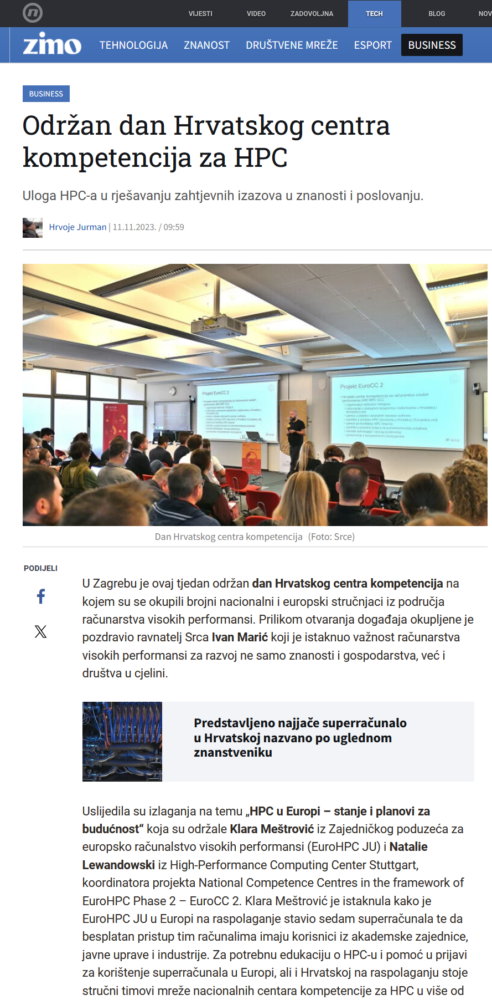 VIJESTI VIDEO ZADOVOLJNA TECH BLOG NOV
zimo TEHNOLOGIJA ZNANOST DRUŠTVENE MREŽE ESPORT BUSINESS
BUSINESS
Održan dan Hrvatskog centra
kompetencija za HPC
Uloga HPC-a u rješavanju zahtjevnih izazova u znanosti i poslovanju.
Hrvoje Jurman | 11.11.2023. / 09:59
Projekt EuroCC 2
Projekt EuroCC 2
srce
Dan Hrvatskog centra kompetencija (Foto: Srce)
PODIJELI
U Zagrebu je ovaj tjedan održan dan Hrvatskog centra kompetencija na
kojem su se okupili brojni nacionalni i europski stručnjaci iz područja
računarstva visokih performansi. Prilikom otvaranja događaja okupljene je
pozdravio ravnatelj Srca Ivan Marić koji je istaknuo važnost računarstva
visokih performansi za razvoj ne samo znanosti i gospodarstva, već i
društva u cjelini.
Predstavljeno najjače superračunalo
u Hrvatskoj nazvano po uglednom
znanstveniku
Uslijedila su izlaganja na temu „HPC u Europi – stanje i planovi za
budućnost“ koja su održale Klara Meštrović iz Zajedničkog poduzeća za
europsko računalstvo visokih performansi (EuroHPC JU) i Natalie
Lewandowski iz High-Performance Computing Center Stuttgart,
koordinatora projekta National Competence Centres in the framework of
EuroHPC Phase 2 – EuroCC 2. Klara Meštrović je istaknula kako je
EuroHPC JU u Europi na raspolaganje stavio sedam superračunala te da
besplatan pristup tim računalima imaju korisnici iz akademske zajednice,
javne uprave i industrije. Za potrebnu edukaciju o HPC-u i pomoć u prijavi
za korištenje superračunala u Europi, ali i Hrvatskoj na raspolaganju stoje
stručni timovi mreže nacionalnih centara kompetencije za HPC u više od